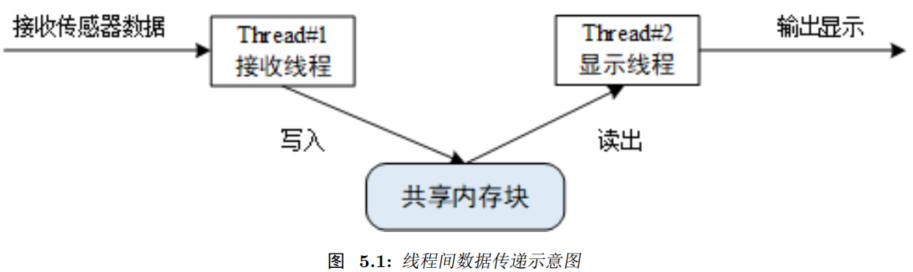 接收传感器数据
Thread#1
接收线程
Thread#2
显示线程
输出显示
写入
读出
共享内存块
图 5.1: 线程间数据传递示意图